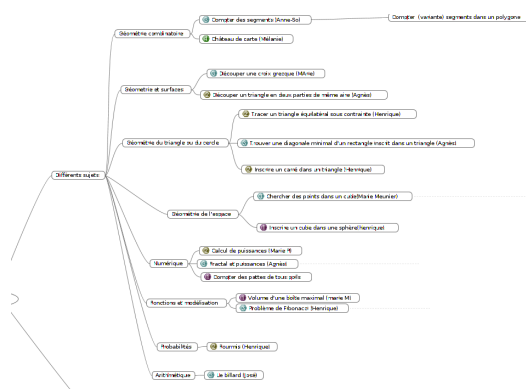 Géométrie combinatoire
Compter des segments (Anne-So)
Compter (variante) segments dans un polygone
Château de carte (Mélanie)
Géométrie et surfaces
Découper une croix grecque (MArie)
Découper un triangle en deux parties de même aire (Agnès)
Géométrie du triangle ou du cercle
Tracer un triangle équilatéral sous contrainte (Henrique)
Trouver une diagonale minimal d'un rectangle inscrit dans un triangle (Agnès)
Inscrire un carré dans un triangle (Henrique)
Différents sujets
Géométrie de l'espace
Chercher des points dans un cube(Marie Meunier)
Inscrire un cube dans une sphère(henrique)
Numérique
Calcul de puissances (Marie M)
Fractal et puissances (Agnès)
Compter des pattes de tous poils
Fonctions et modélisation
Volume d'une boîte maximal (marie M)
Problème de Fibonacci (Henrique)
Probabilités
Fourmis (Henrique)
Arithmétique
Le billard (José)